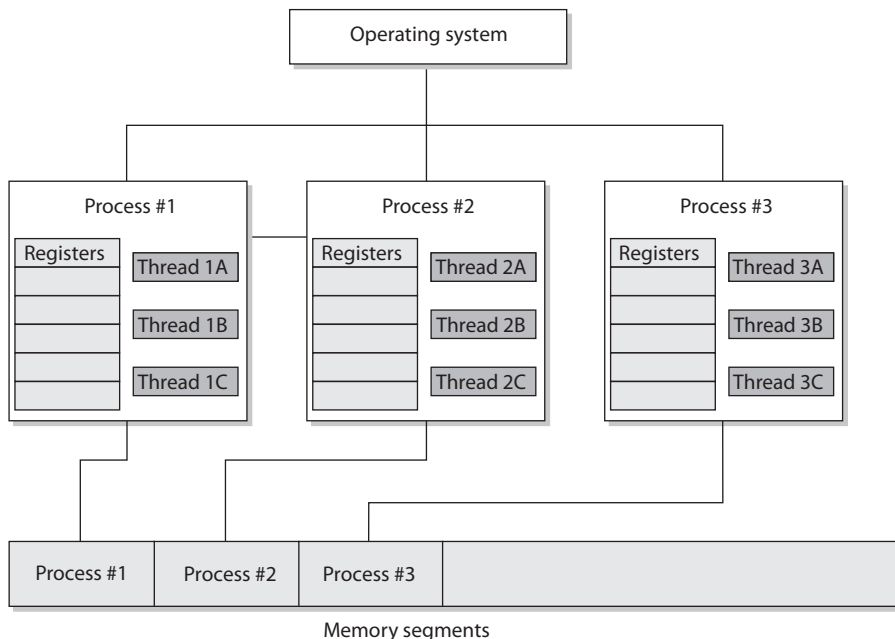 Operating system
Process #1
Process #2
Process #3
Registers
Thread 1A
Thread 1B
Thread 1C
Registers
Thread 2A
Thread 2B
Thread 2C
Registers
Thread 3A
Thread 3B
Thread 3C
Process #1
Process #2
Process #3
Memory segments